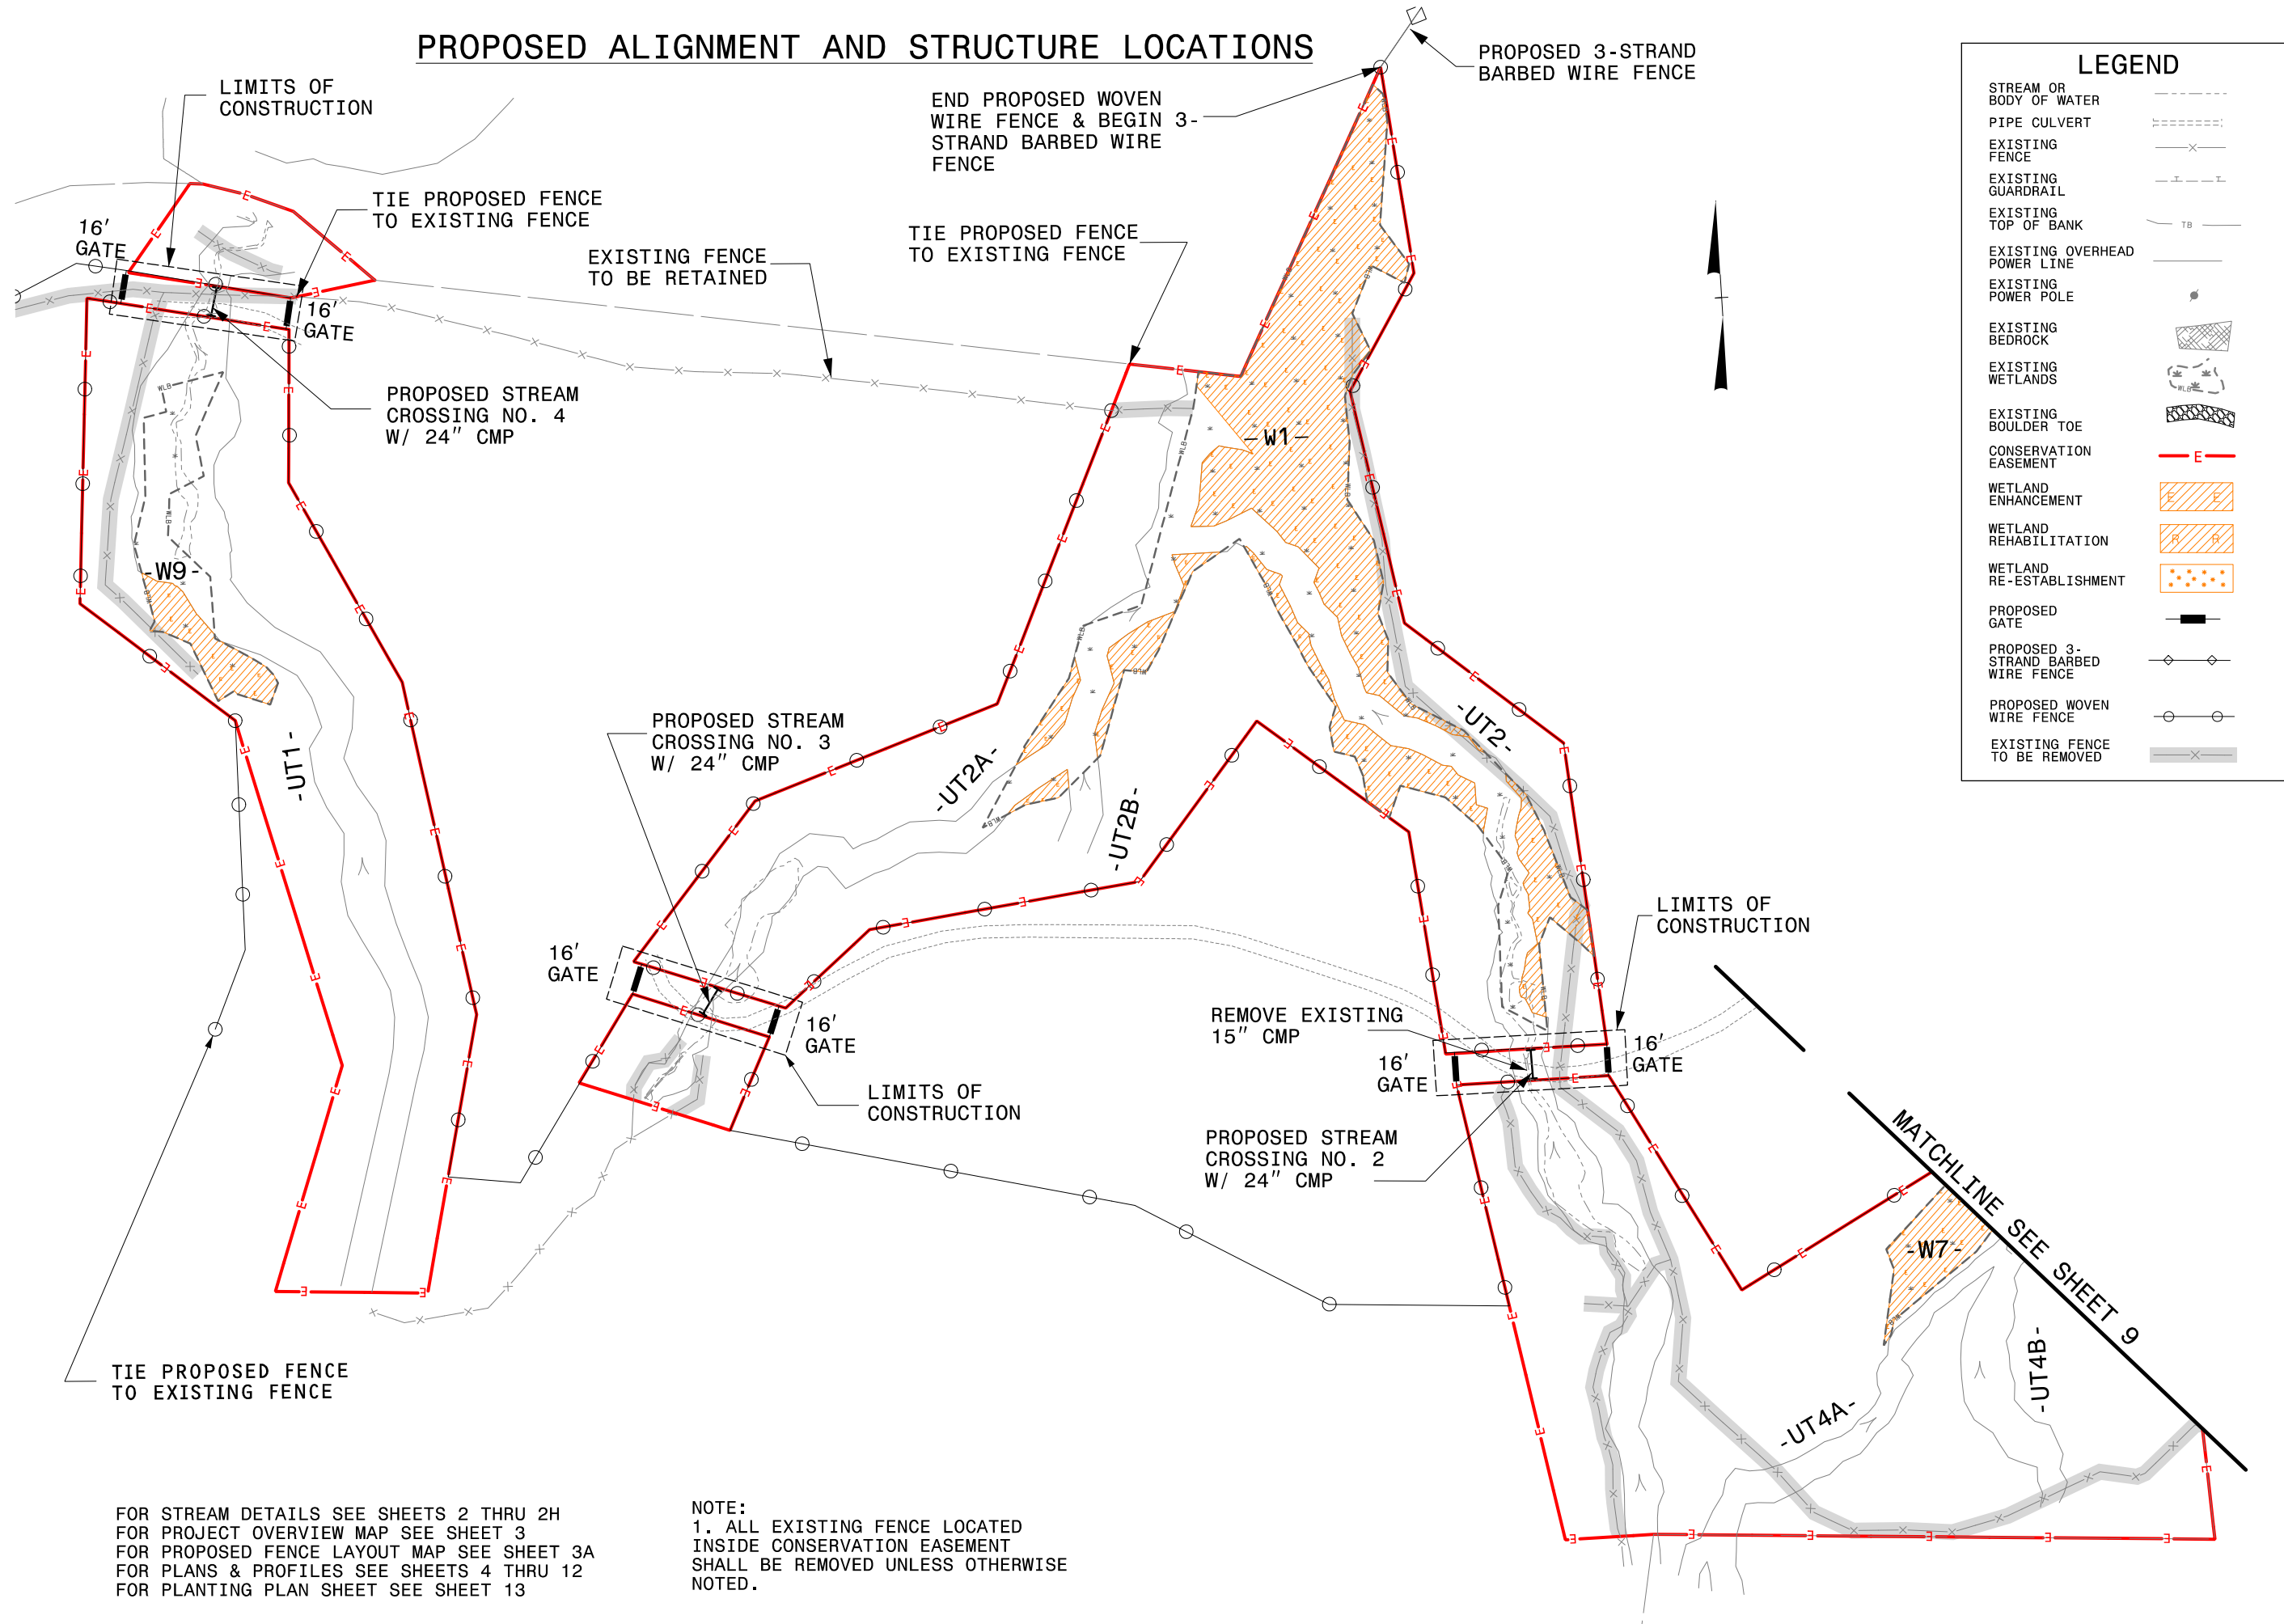 PROPOSED ALIGNMENT AND STRUCTURE LOCATIONS
LIMITS OF
CONSTRUCTION
16'
GATE
TIE PROPOSED FENCE
TO EXISTING FENCE
16'
GATE
EXISTING FENCE
TO BE RETAINED
PROPOSED STREAM
CROSSING NO. 4
W/ 24" CMP
END PROPOSED WOVEN
WIRE FENCE & BEGIN 3-
STRAND BARBED WIRE
FENCE
PROPOSED 3-STRAND
BARBED WIRE FENCE
TIE PROPOSED FENCE
TO EXISTING FENCE
-W1-
-W9-
-UT1-
PROPOSED STREAM
CROSSING NO. 3
W/ 24" CMP
-UT2A-
-UT2B-
-UT2-
16'
GATE
16'
GATE
LIMITS OF
CONSTRUCTION
LIMITS OF
CONSTRUCTION
REMOVE EXISTING
15" CMP
16'
GATE
16'
GATE
PROPOSED STREAM
CROSSING NO. 2
W/ 24" CMP
MATCHLINE SEE SHEET 9
-W7-
-UT4A-
-UT4B-
TIE PROPOSED FENCE
TO EXISTING FENCE
FOR STREAM DETAILS SEE SHEETS 2 THRU 2H
FOR PROJECT OVERVIEW MAP SEE SHEET 3
FOR PROPOSED FENCE LAYOUT MAP SEE SHEET 3A
FOR PLANS & PROFILES SEE SHEETS 4 THRU 12
FOR PLANTING PLAN SHEET SEE SHEET 13
NOTE:
1. ALL EXISTING FENCE LOCATED
INSIDE CONSERVATION EASEMENT
SHALL BE REMOVED UNLESS OTHERWISE
NOTED.
LEGEND
STREAM OR
BODY OF WATER
PIPE CULVERT
EXISTING
FENCE
EXISTING
GUARDRAIL
EXISTING
TOP OF BANK
TB
EXISTING OVERHEAD
POWER LINE
EXISTING
POWER POLE
EXISTING
BEDROCK
EXISTING
WETLANDS
WLB
EXISTING
BOULDER TOE
CONSERVATION
EASEMENT
E
WETLAND
ENHANCEMENT
E E
WETLAND
REHABILITATION
R R
WETLAND
RE-ESTABLISHMENT
PROPOSED
GATE
PROPOSED 3-
STRAND BARBED
WIRE FENCE
PROPOSED WOVEN
WIRE FENCE
EXISTING FENCE
TO BE REMOVED